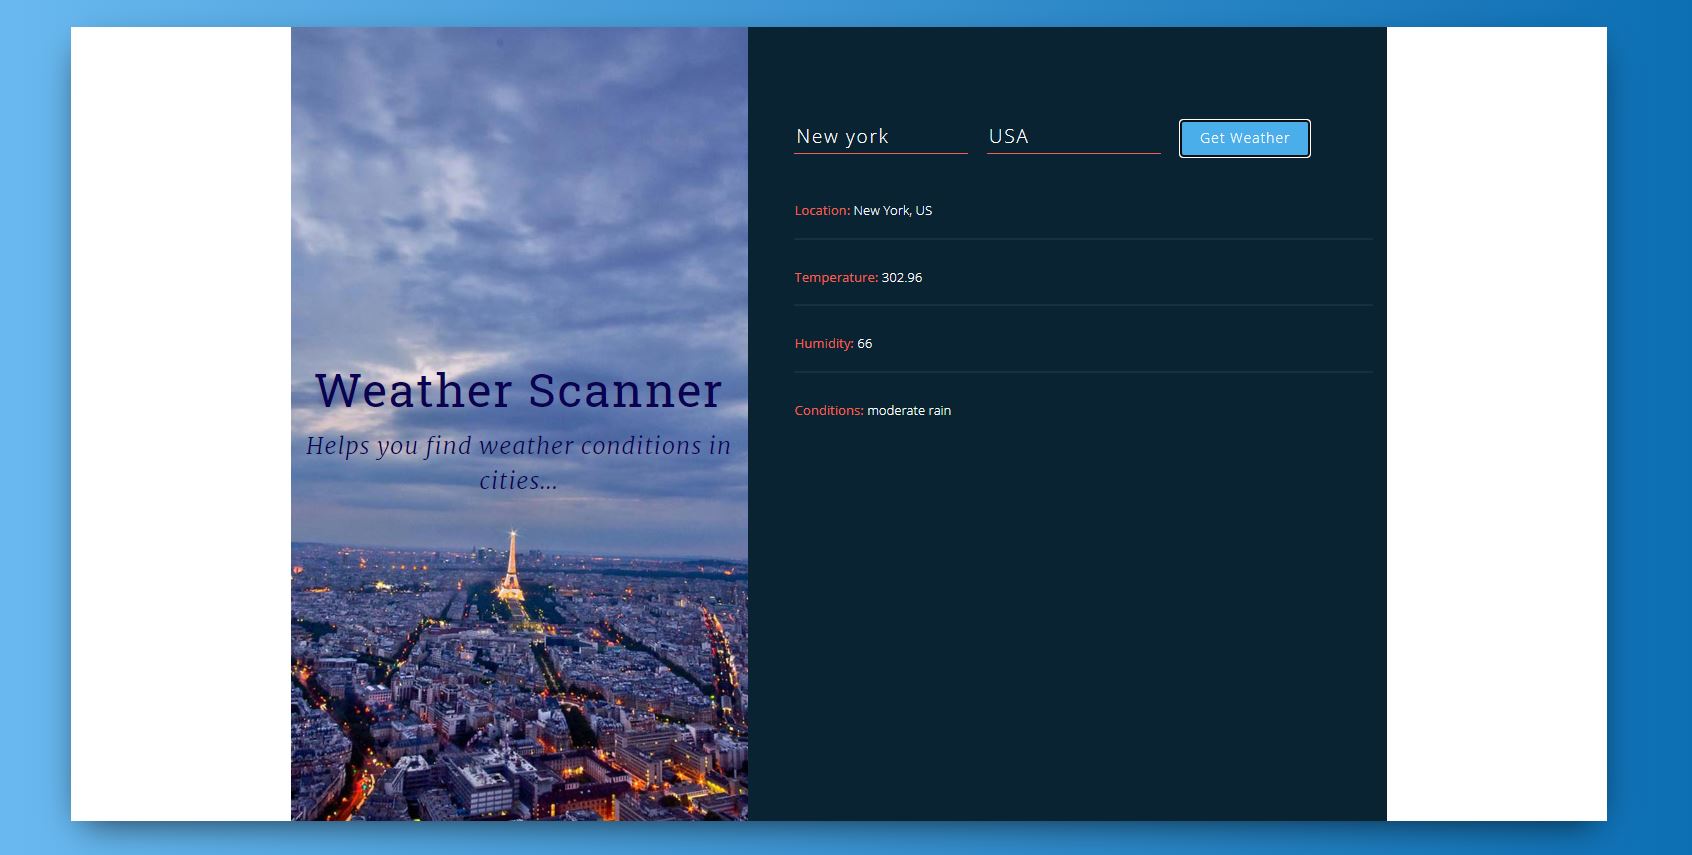 Weather Scanner
Helps you find weather conditions in
cities...
New york
USA
Get Weather
Location: New York, US
Temperature: 302.96
Humidity: 66
Conditions: moderate rain